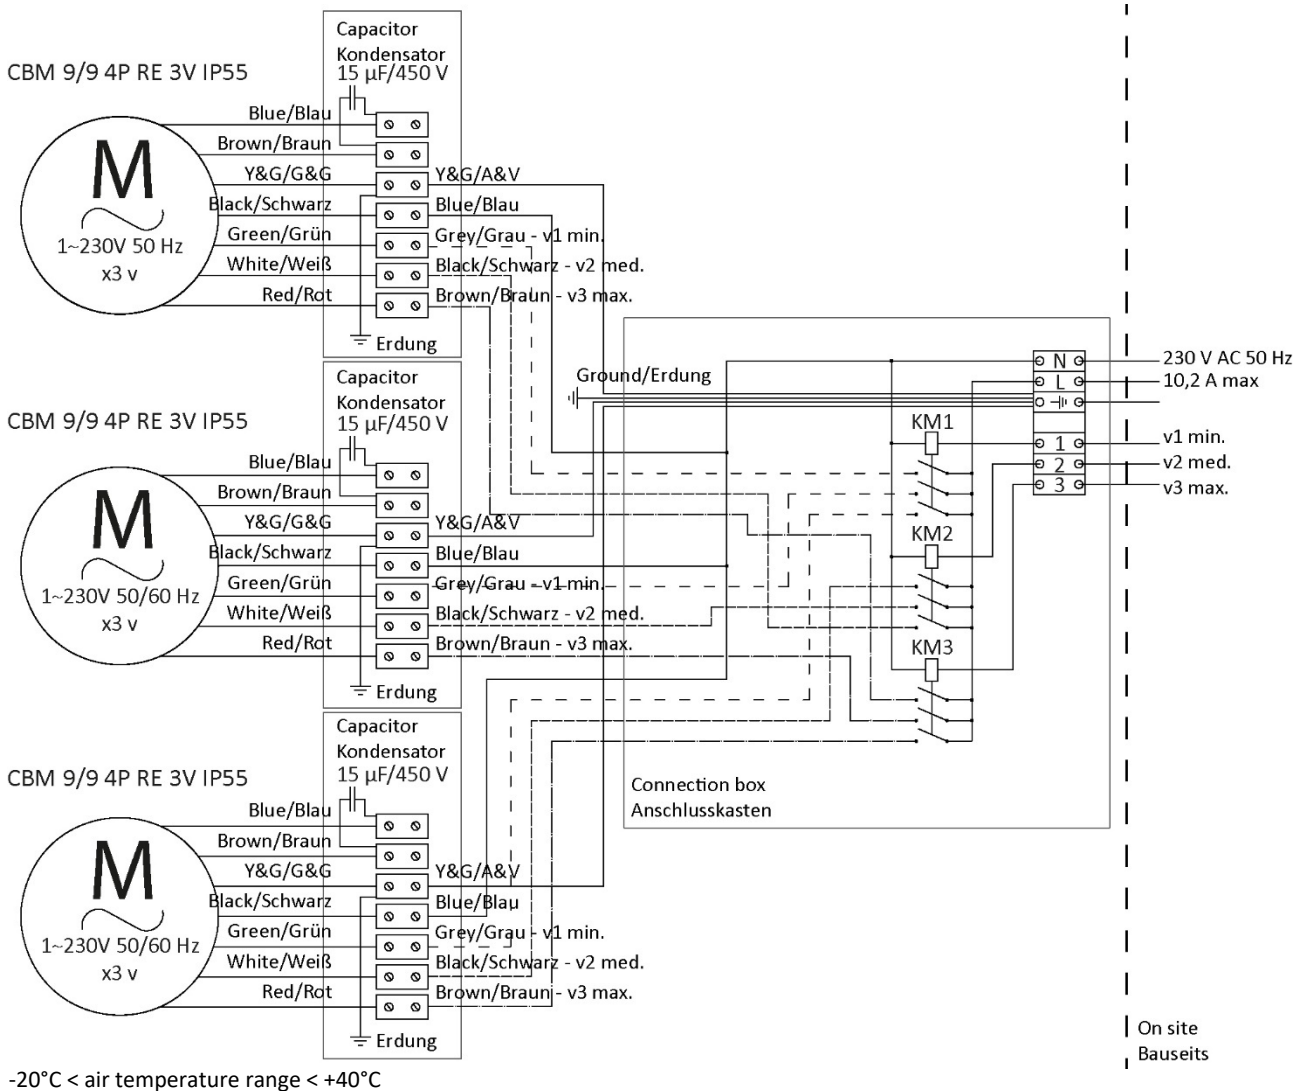 CBM 9/9 4P RE 3V IP55
M
1~230V 50 Hz
x3 v
Capacitor
Kondensator
15 µF/450 V
Blue/Blau
Brown/Braun
Y&G/G&G
Black/Schwarz
Green/Grün
White/Weiß
Red/Rot
Y&G/A&V
Blue/Blau
Grey/Grau - v1 min.
Black/Schwarz - v2 med.
Brown/Braun - v3 max.
Erdung
CBM 9/9 4P RE 3V IP55
M
1~230V 50/60 Hz
x3 v
Capacitor
Kondensator
15 µF/450 V
Blue/Blau
Brown/Braun
Y&G/G&G
Black/Schwarz
Green/Grün
White/Weiß
Red/Rot
Y&G/A&V
Blue/Blau
Grey/Grau - v1 min.
Black/Schwarz - v2 med.
Brown/Braun - v3 max.
Erdung
CBM 9/9 4P RE 3V IP55
M
1~230V 50/60 Hz
x3 v
Capacitor
Kondensator
15 µF/450 V
Blue/Blau
Brown/Braun
Y&G/G&G
Black/Schwarz
Green/Grün
White/Weiß
Red/Rot
Y&G/A&V
Blue/Blau
Grey/Grau - v1 min.
Black/Schwarz - v2 med.
Brown/Braun - v3 max.
Erdung
Ground/Erdung
KM1
KM2
KM3
N
L
1
2
3
230 V AC 50 Hz
10,2 A max
v1 min.
v2 med.
v3 max.
Connection box
Anschlusskasten
On site
Bauseits
-20°C < air temperature range < +40°C